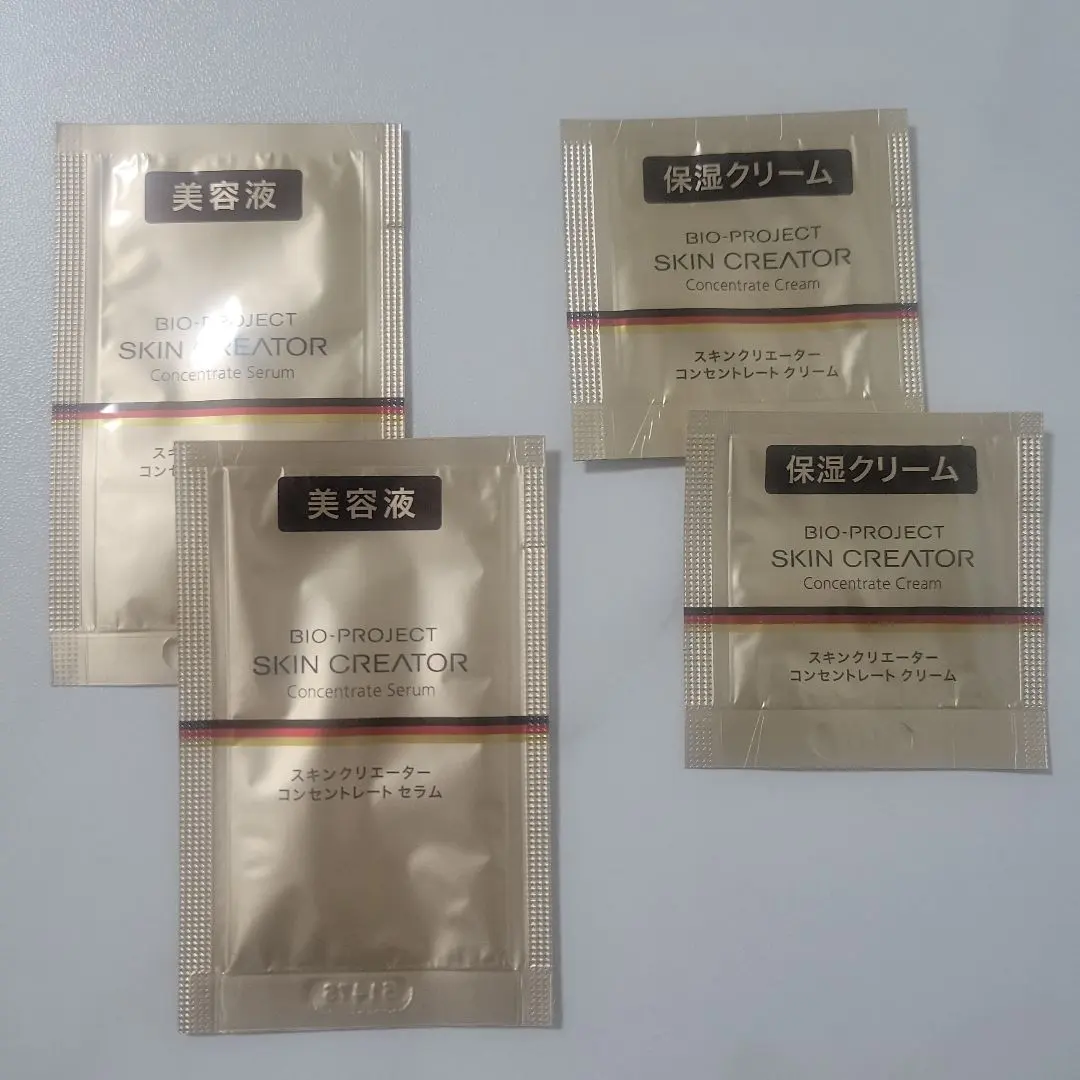 美容液
BIO-PROJECT
SKIN CREATOR
Concentrate Serum
スキ
コンセ
美容液
BIO-PROJECT
SKIN CREATOR
Concentrate Serum
スキンクリエーター
コンセントレート セラム
保湿クリーム
BIO-PROJECT
SKIN CREATOR
Concentrate Cream
スキンクリエーター
コンセントレート クリーム
保湿クリーム
BIO-PROJECT
SKIN CREATOR
Concentrate Cream
スキンクリエーター
コンセントレート クリーム